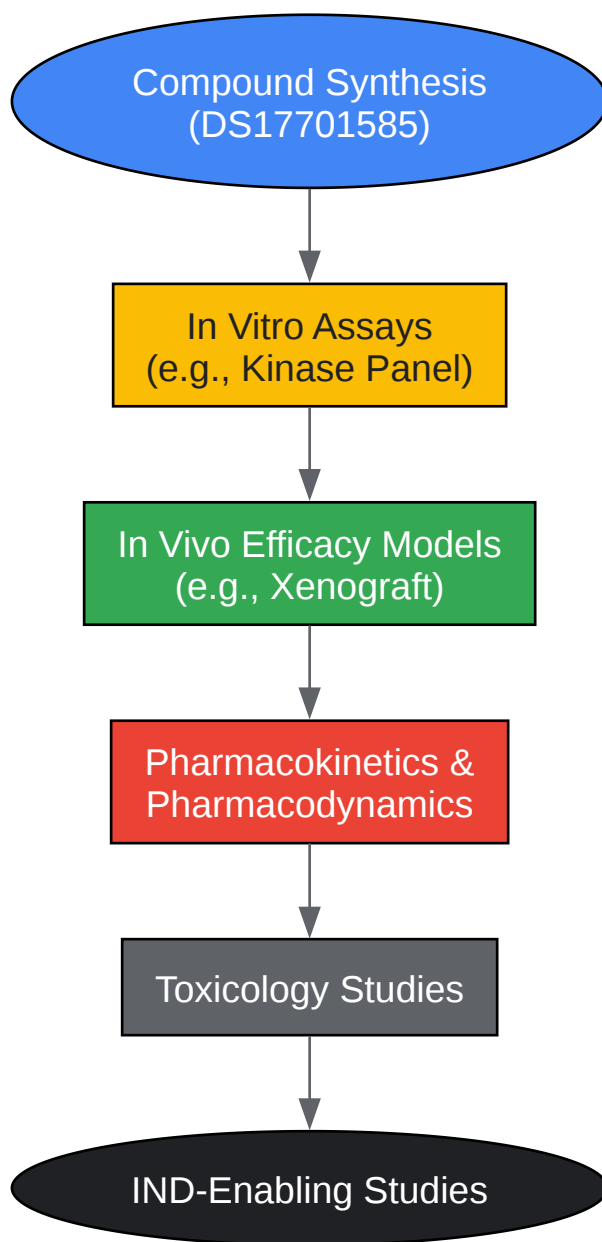 Compound Synthesis
(DS17701585)
In Vitro Assays
(e.g., Kinase Panel)
In Vivo Efficacy Models
(e.g., Xenograft)
Pharmacokinetics &
Pharmacodynamics
Toxicology Studies
IND-Enabling Studies